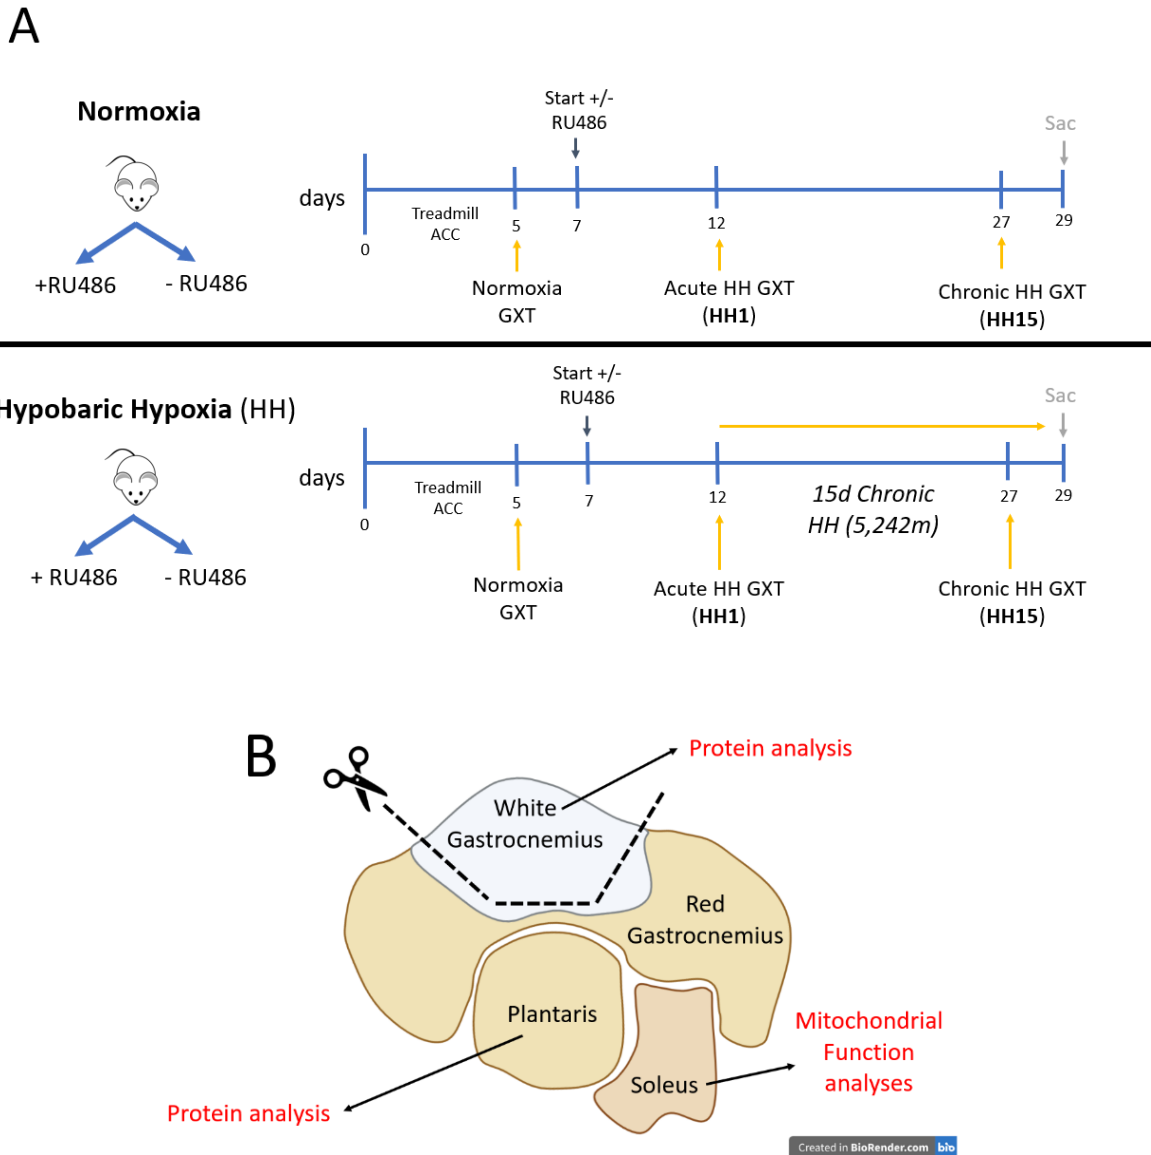 A
Normoxia
+RU486
- RU486
days
Start +/-
RU486
Sac
Treadmill
ACC
0
5
7
12
27
29
Normoxia
GXT
Acute HH GXT
(HH1)
Chronic HH GXT
(HH15)
Hypobaric Hypoxia (HH)
+ RU486
- RU486
days
Start +/-
RU486
Sac
Treadmill
ACC
0
5
7
12
15d Chronic
HH (5,242m)
27
29
Normoxia
GXT
Acute HH GXT
(HH1)
Chronic HH GXT
(HH15)
B
Protein analysis
White
Gastrocnemius
Red
Gastrocnemius
Plantaris
Soleus
Mitochondrial
Function
analyses
Protein analysis
Created in BioRender.com bio